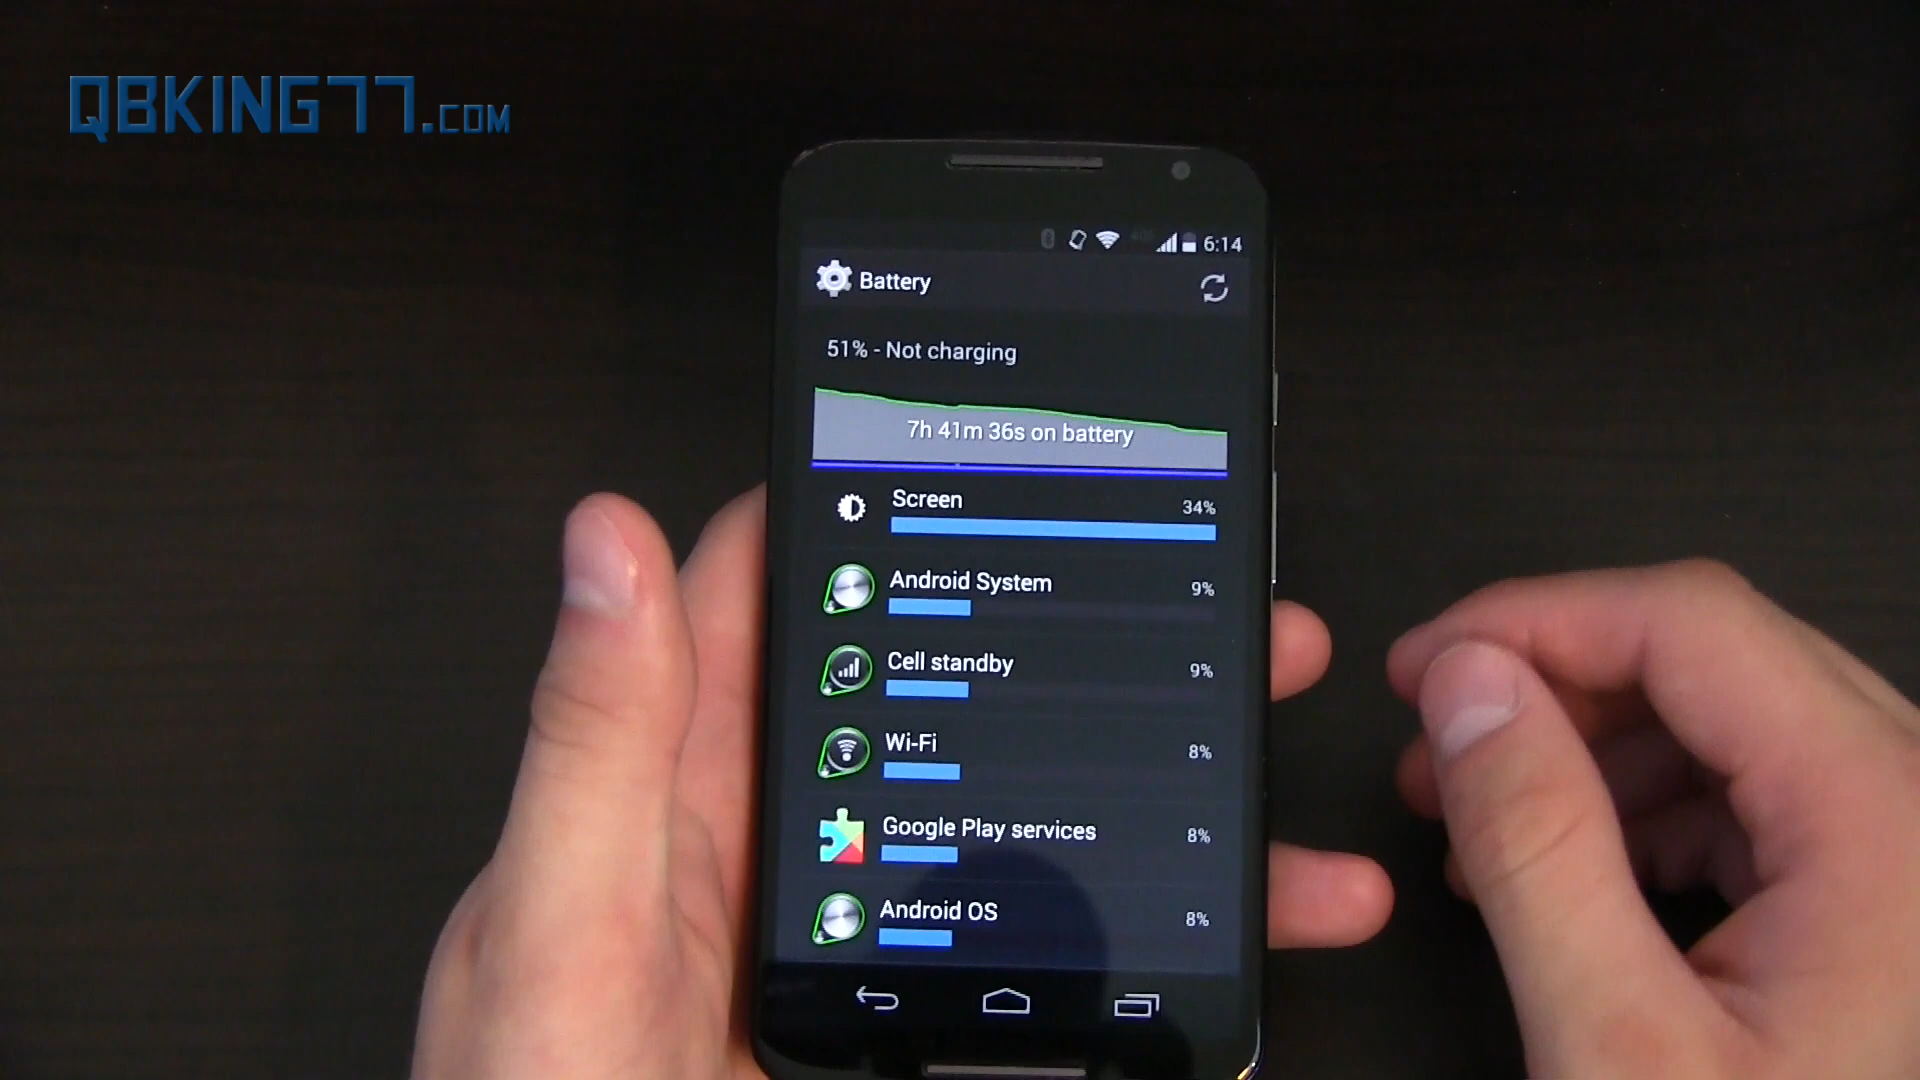 QBKING77.COM
6:14
Battery
51% - Not charging
7h 41m 36s on battery
Screen
34%
Android System
9%
Cell standby
9%
Wi-Fi
8%
Google Play services
8%
Android OS
8%